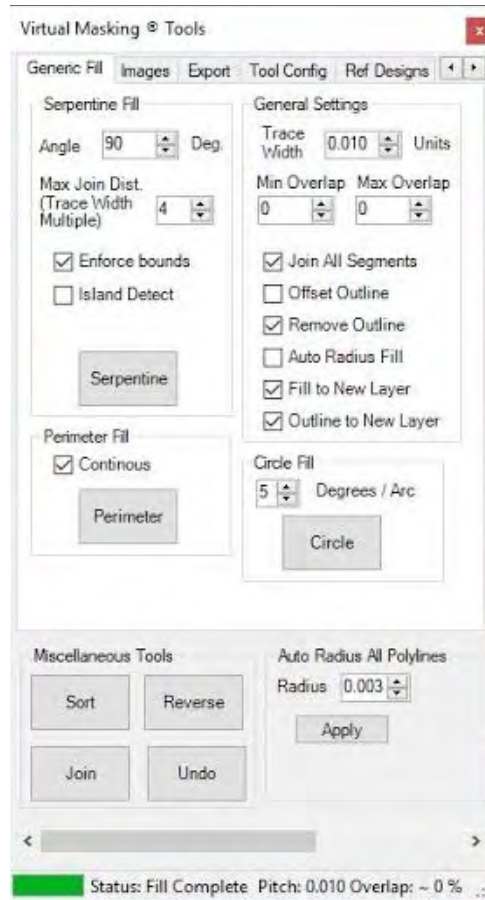 Virtual Masking ® Tools
x
Generic Fill Images Export Tool Config Ref Designs
Serpentine Fill
Angle 90 Deg.
Max Join Dist.
(Trace Width
Multiple) 4
Enforce bounds
Island Detect
Serpentine
General Settings
Trace
Width 0.010 Units
Min Overlap Max Overlap
0 0
Join All Segments
Offset Outline
Remove Outline
Auto Radius Fill
Fill to New Layer
Outline to New Layer
Perimeter Fill
Continous
Perimeter
Circle Fill
5 Degrees / Arc
Circle
Miscellaneous Tools
Sort Reverse
Join Undo
Auto Radius All Polylines
Radius 0.003
Apply
Status: Fill Complete Pitch: 0.010 Overlap: ~ 0 %